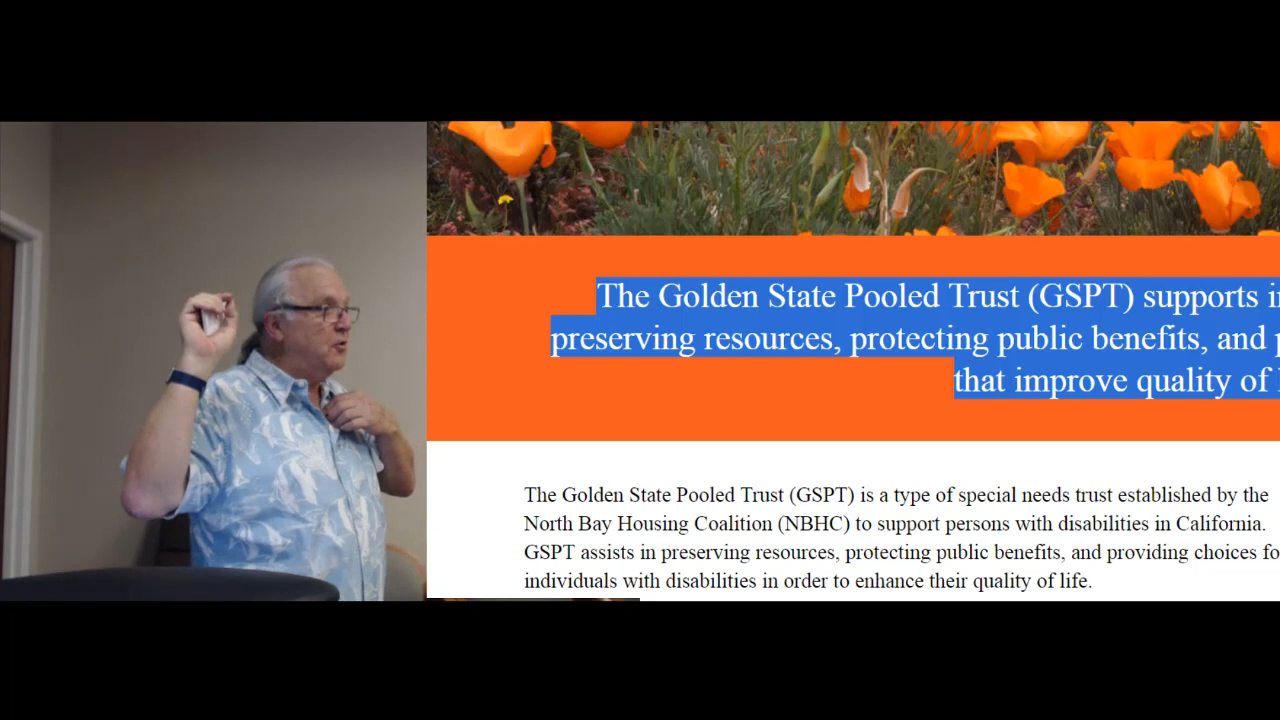 The Golden State Pooled Trust (GSPT) supports
preserving resources, protecting public benefits, and
that improve quality of
The Golden State Pooled Trust (GSPT) is a type of special needs trust established by the
North Bay Housing Coalition (NBHC) to support persons with disabilities in California.
GSPT assists in preserving resources, protecting public benefits, and providing choices fo
individuals with disabilities in order to enhance their quality of life.